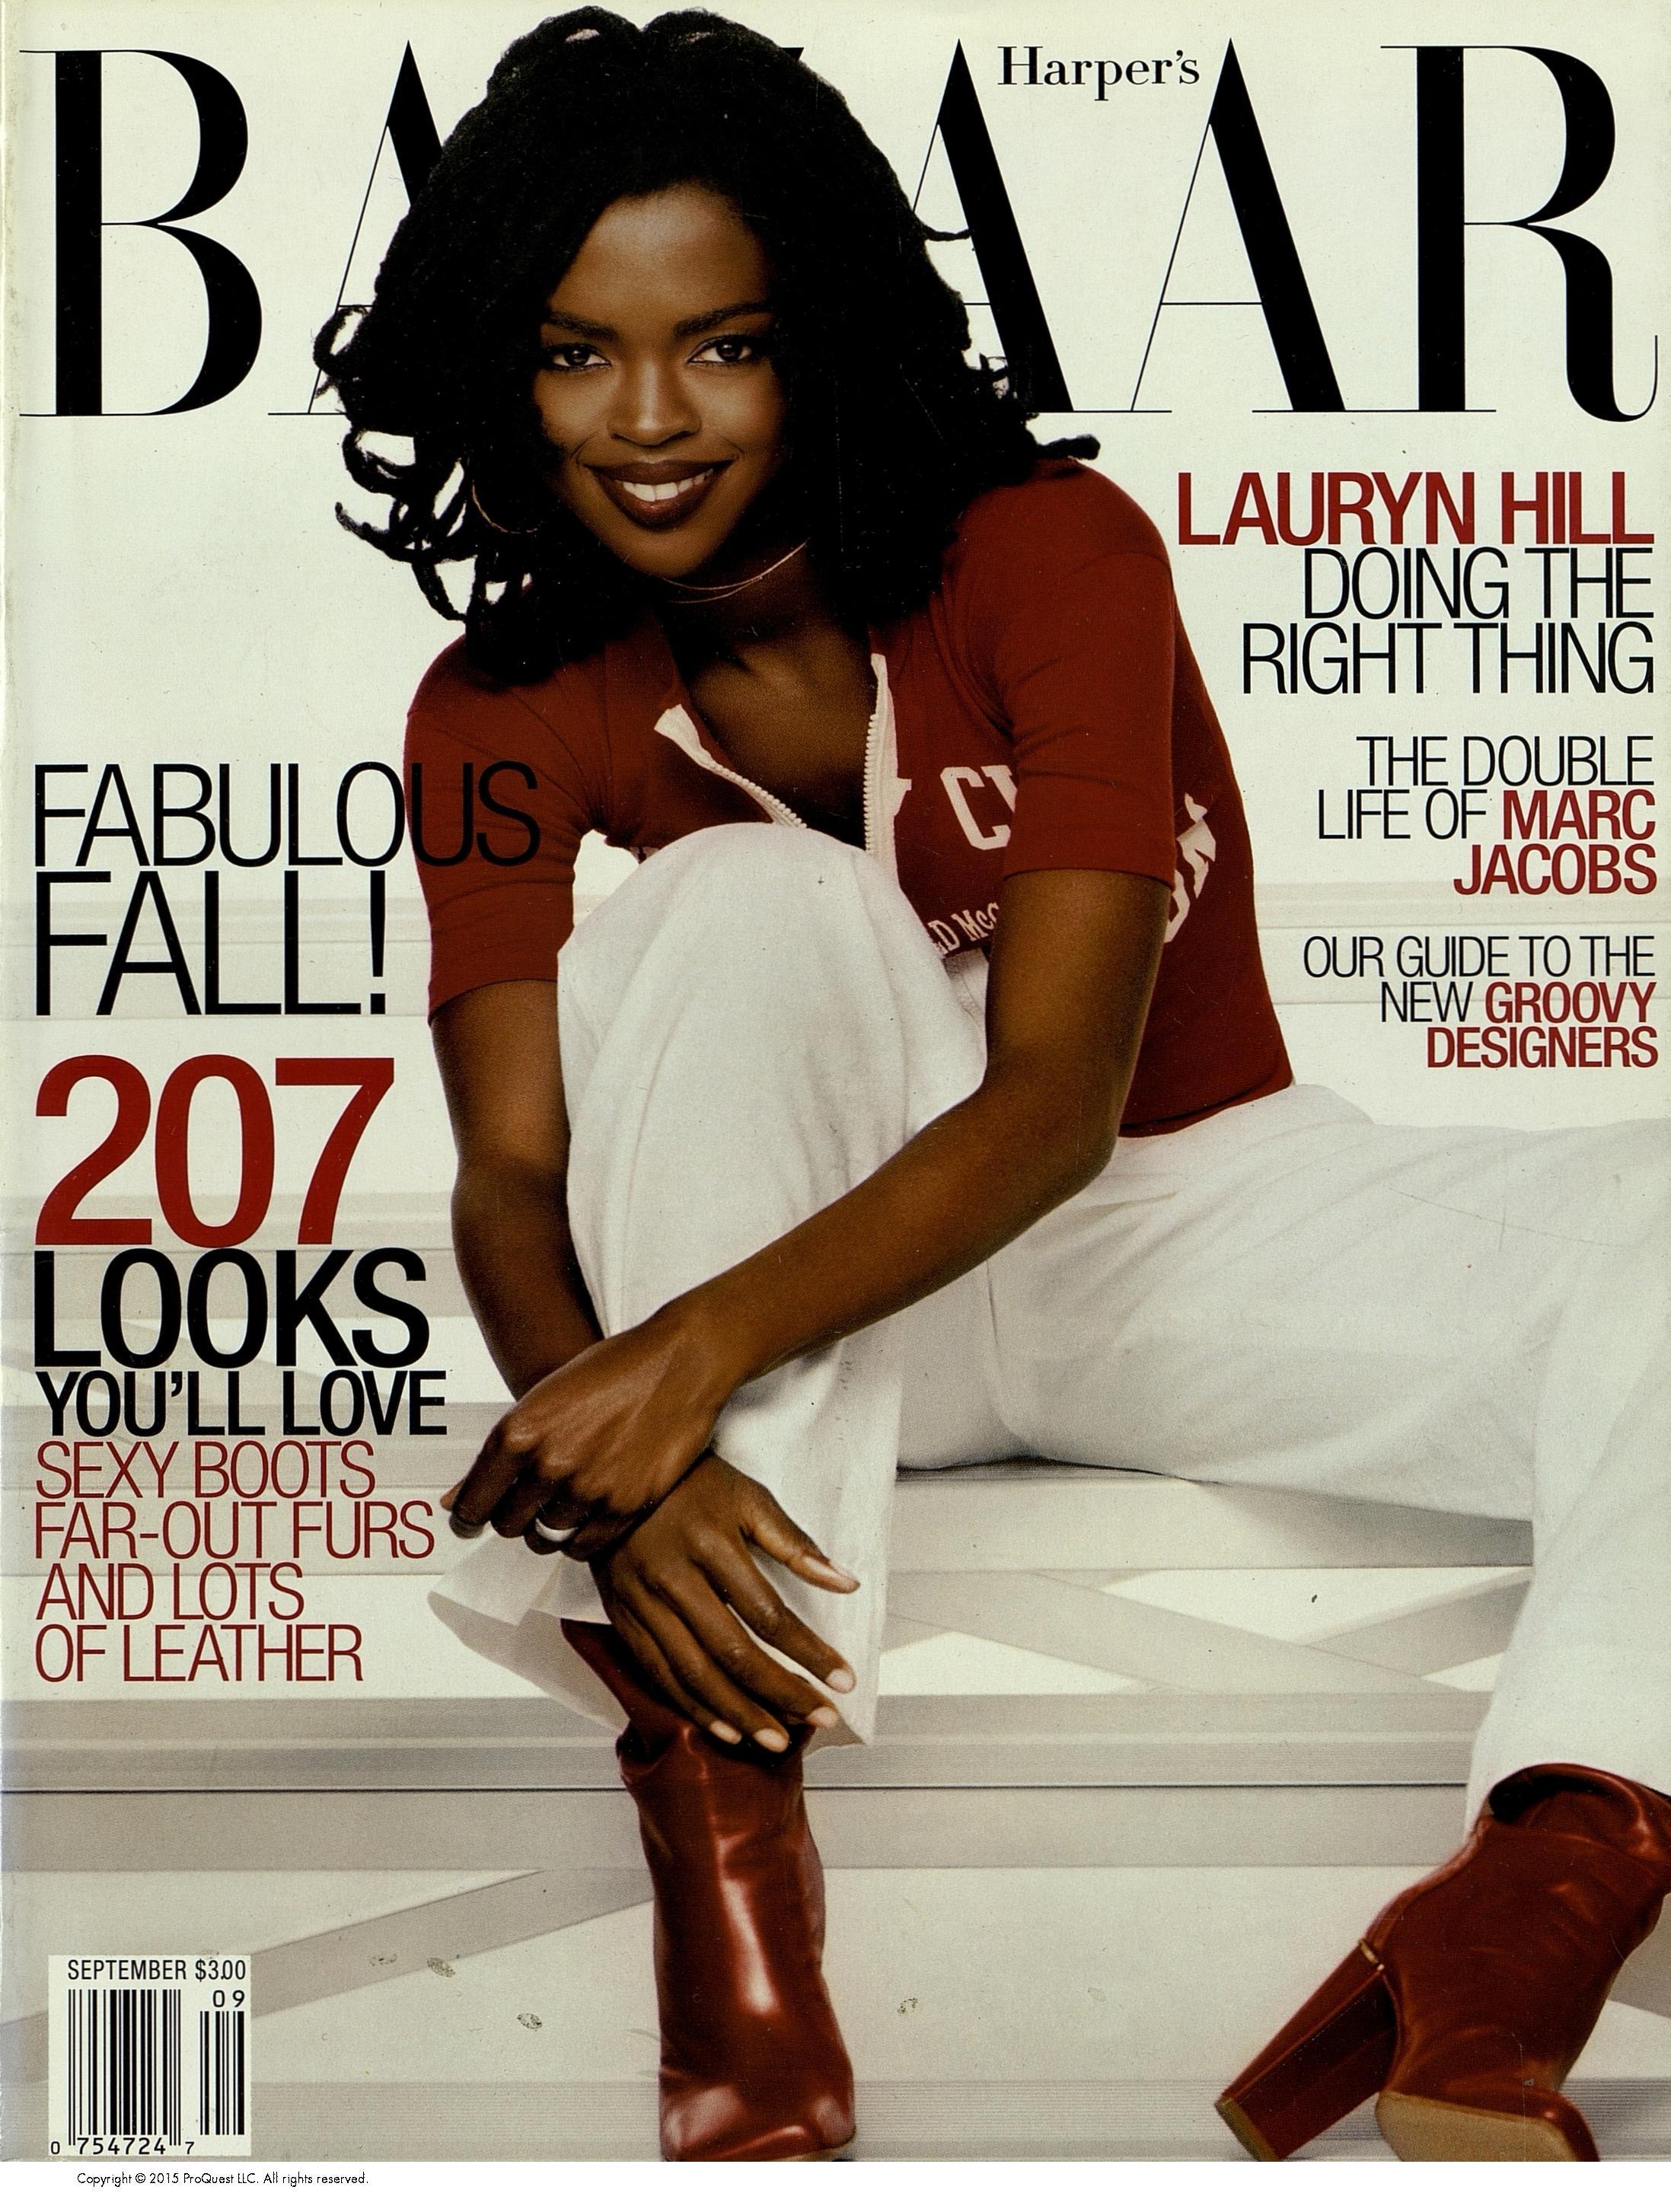 Harper's
BAZAAR
LAURYN HILL
DOING THE
RIGHT THING
THE DOUBLE
LIFE OF MARC
JACOBS
OUR GUIDE TO THE
NEW GROOVY
DESIGNERS
FABULOUS
FALL!
207
LOOKS
YOU'LL LOVE
SEXY BOOTS
FAR-OUT FURS
AND LOTS
OF LEATHER
SEPTEMBER $3.00
09
0 754724 7
Copyright © 2015 ProQuest LLC. All rights reserved.